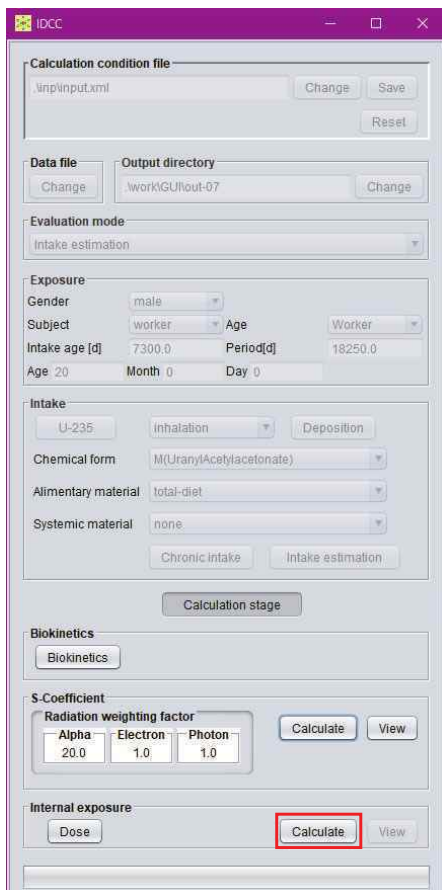 IDCC
Calculation condition file
.\inp\input.xml Change Save
Reset
Data file Output directory
Change .\work\GUI\out-07 Change
Evaluation mode
Intake estimation
Exposure
Gender male
Subject worker Age Worker
Intake age [d] 7300.0 Period[d] 18250.0
Age 20 Month 0 Day 0
Intake
U-235 inhalation Deposition
Chemical form M(UranylAcetylacetonate)
Alimentary material total-diet
Systemic material none
Chronic intake Intake estimation
Calculation stage
Biokinetics
Biokinetics
S-Coefficient
Radiation weighting factor
Alpha Electron Photon Calculate View
20.0 1.0 1.0
Internal exposure
Dose Calculate View